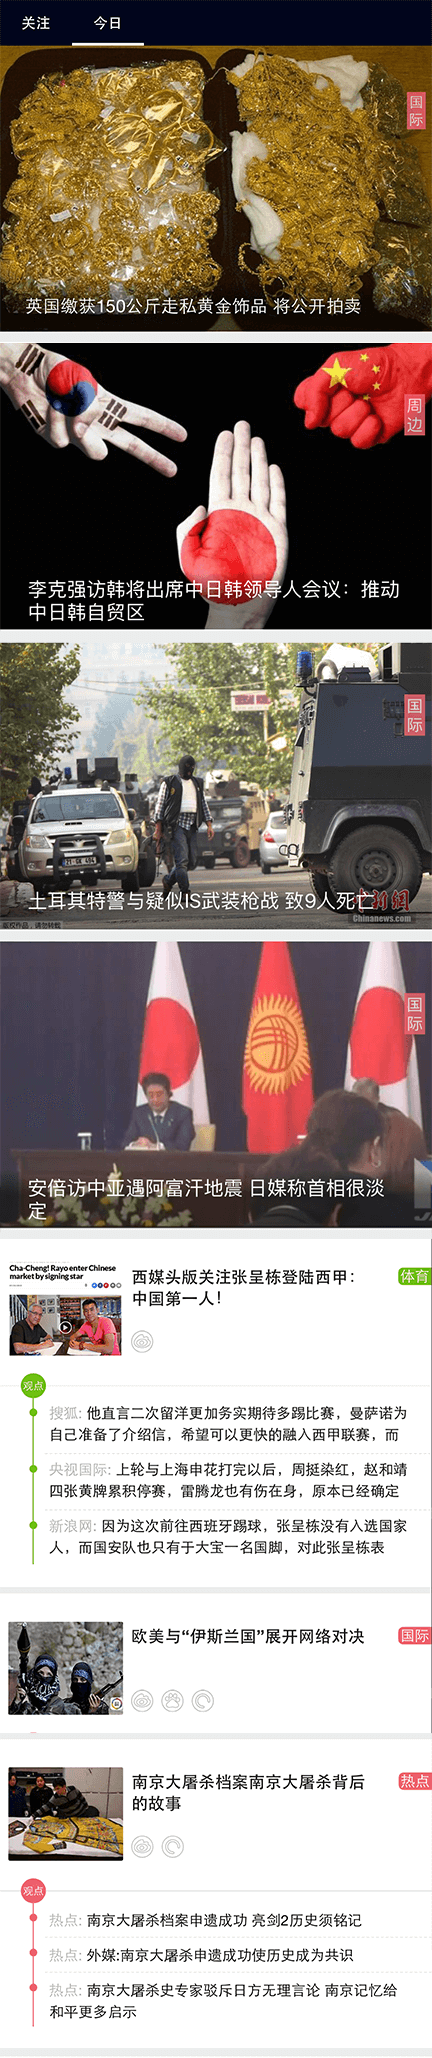 关注 今日
国际
英国缴获150公斤走私黄金饰品 将公开拍卖
周边
李克强访韩将出席中日韩领导人会议：推动
中日韩自贸区
国际
土耳其特警与疑似IS武装枪战 致9人死亡
中新网
Chinanews.com
版权作品，请勿转载
国际
安倍访中亚遇阿富汗地震 日媒称首相很淡
定
Cha-Cheng! Rayo enter Chinese
market by signing star
西媒头版关注张呈栋登陆西甲：
中国第一人！
体育
观点
搜狐: 他直言二次留洋更加务实期待多踢比赛，曼萨诺为
自己准备了介绍信，希望可以更快的融入西甲联赛，而
央视国际: 上轮与上海申花打完以后，周挺染红，赵和靖
四张黄牌累积停赛，雷腾龙也有伤在身，原本已经确定
新浪网: 因为这次前往西班牙踢球，张呈栋没有入选国家
人，而国安队也只有于大宝一名国脚，对此张呈栋表
欧美与“伊斯兰国”展开网络对决
国际
南京大屠杀档案南京大屠杀背后
的故事
热点
观点
热点: 南京大屠杀档案申遗成功 亮剑2历史须铭记
热点: 外媒:南京大屠杀申遗成功使历史成为共识
热点: 南京大屠杀史专家驳斥日方无理言论 南京记忆给
和平更多启示